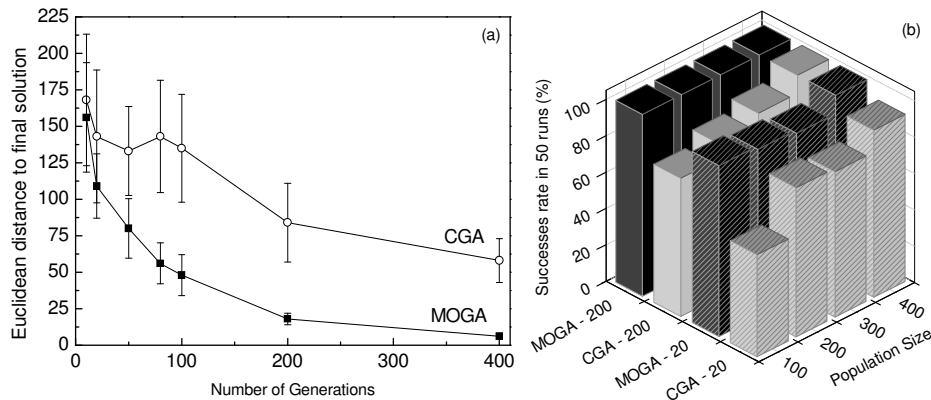 (a)
Euclidean distance to final solution
225
200
175
150
125
100
75
50
25
0
CGA
MOGA
0 100 200 300 400
Number of Generations
(b)
Successes rate in 50 runs (%)
100
80
60
40
20
0
MOGA - 200
CGA - 200
MOGA - 20
CGA - 20
100
200
300
400
Population Size